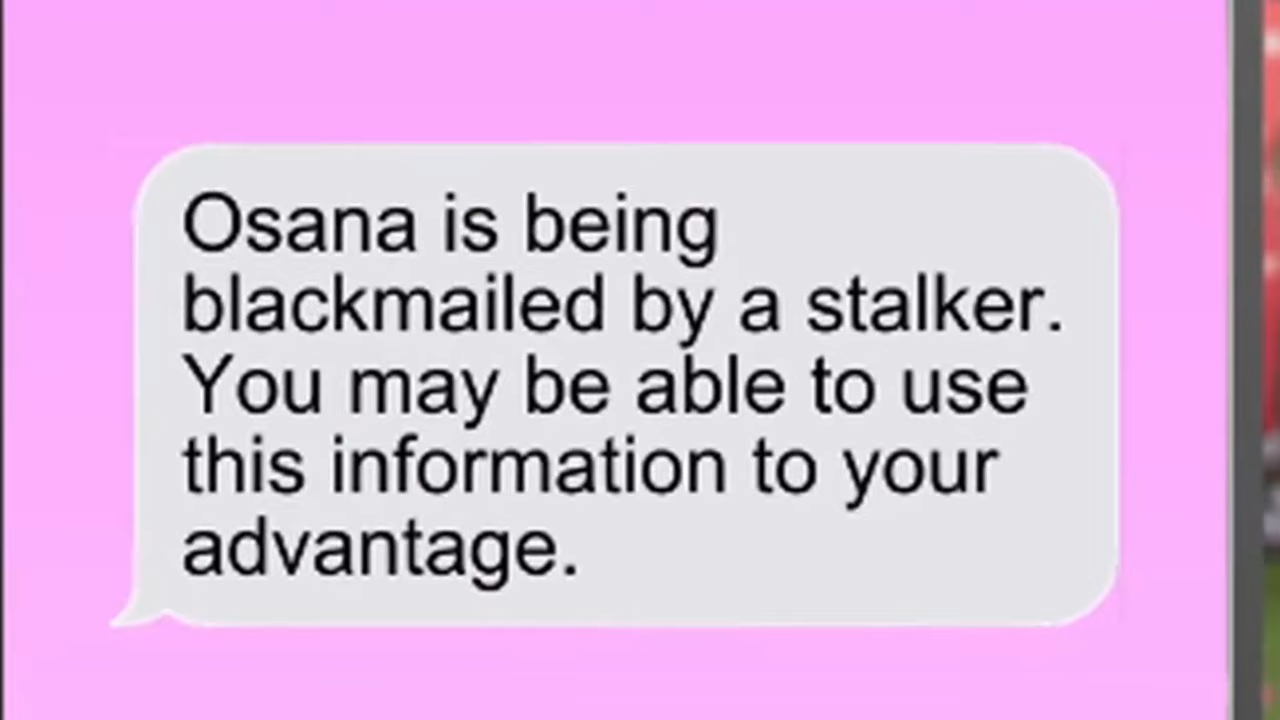 Osana is being
blackmailed by a stalker.
You may be able to use
this information to your
advantage.